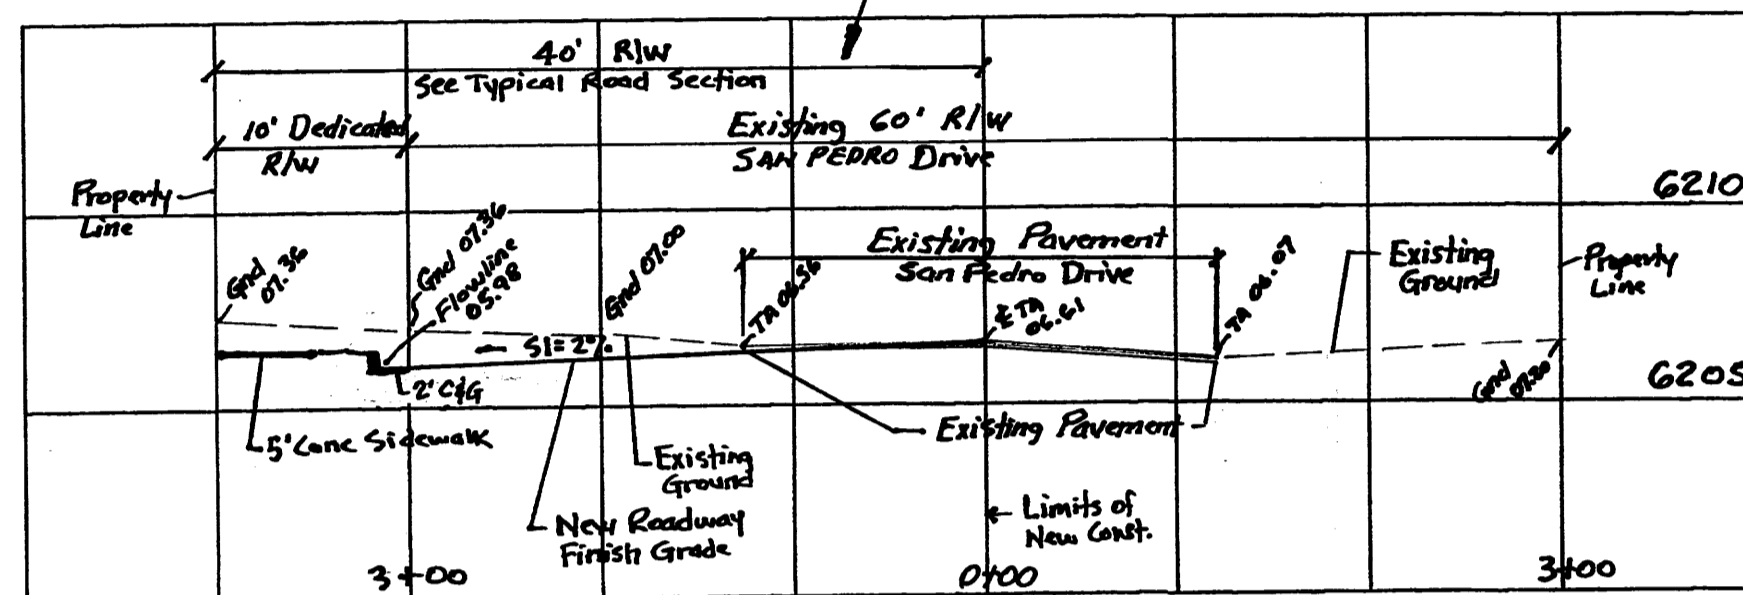 40' R/W
See Typical Road Section
10' Dedicated
R/W
Existing 60' R/W
SAN PEDRO Drive
Property
Line
6210
Gnd
07.36
Gnd 07.36
Flowline
05.98
Gnd 07.00
Existing Pavement
San Pedro Drive
TA 06.56
℄ TA
06.61
TA 06.07
Existing
Ground
Property
Line
S1=2%
2' C&G
Gnd
07.20
6205
5' Conc Sidewalk
Existing Pavement
Existing
Ground
New Roadway
Finish Grade
Limits of
New Const.
3+00
0+00
3+00